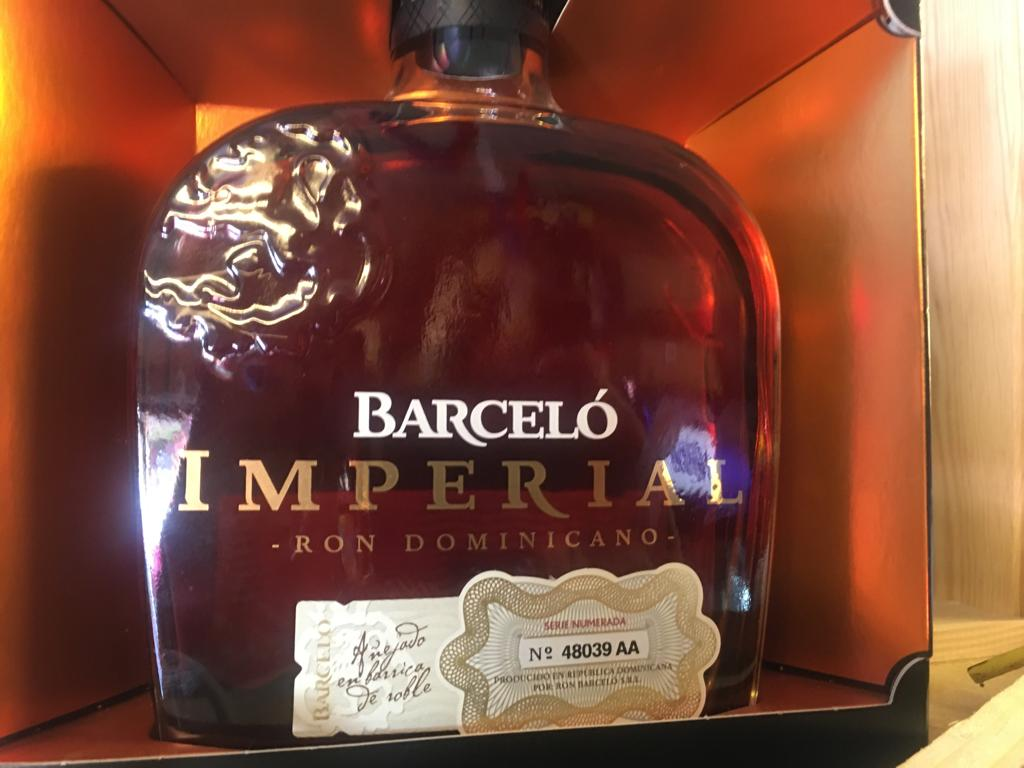 BARCELÓ
IMPERIAL
-RON DOMINICANO-
BARCELÓ
Añejado
en barrica
de roble
SERIE NUMERADA
Nº 48039 AA
PRODUCIDO EN REPÚBLICA DOMINICANA
POR: RON BARCELÓ S.R.L.